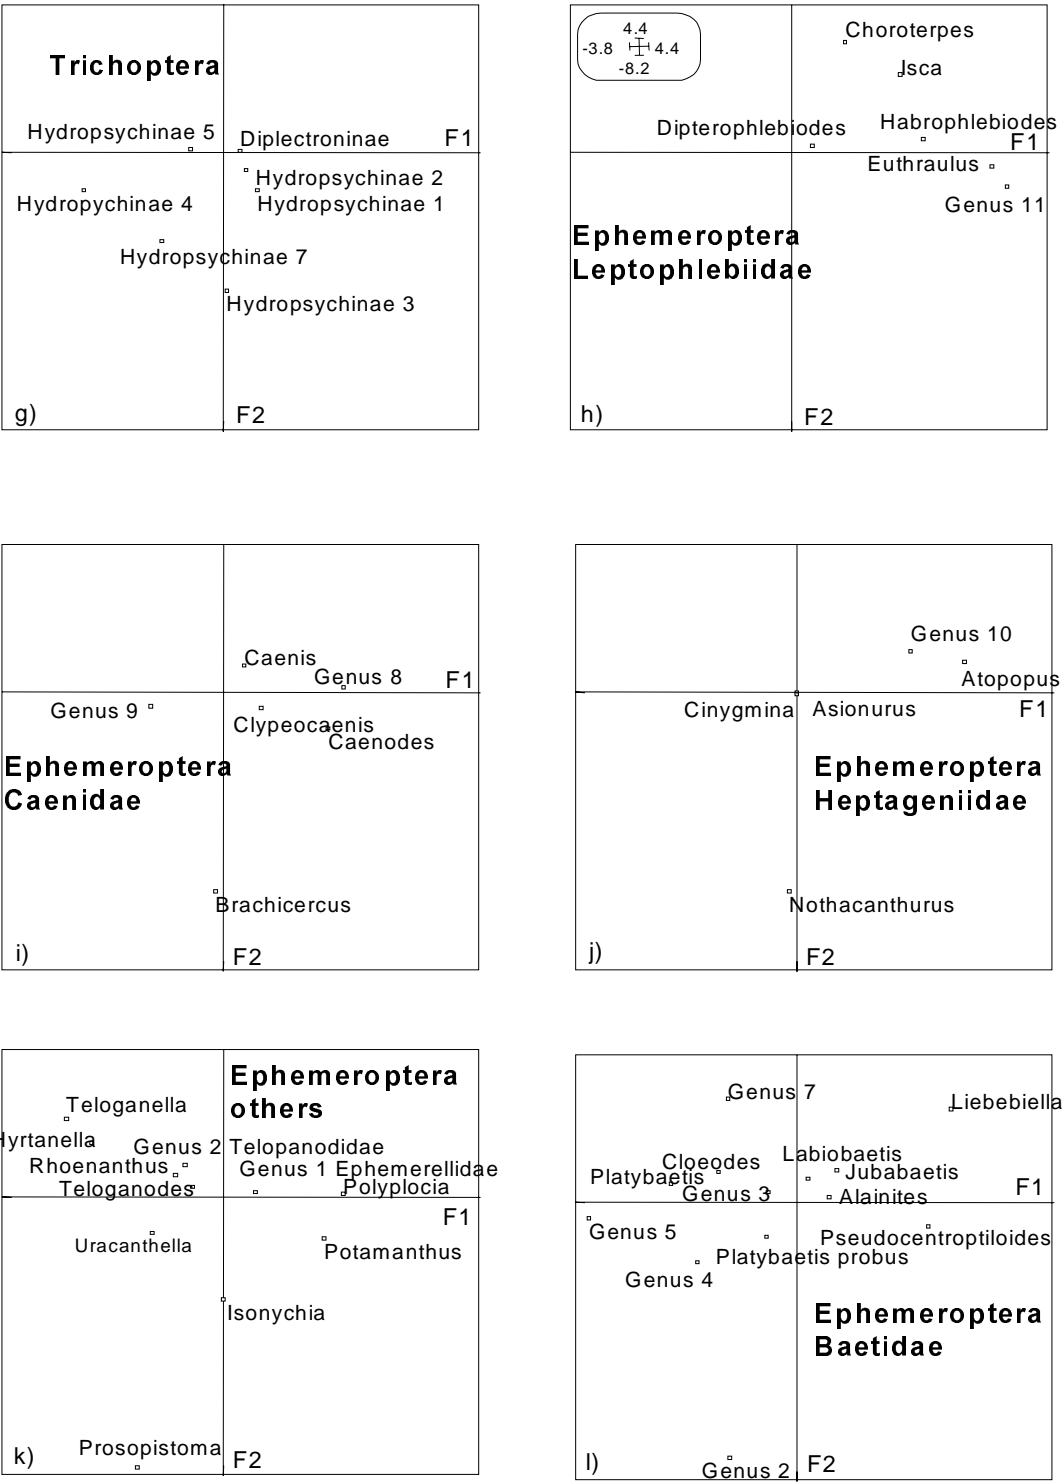 Trichoptera
Hydropsychinae 5
Diplectroninae
F1
Hydropsychinae 2
Hydropychinae 4
Hydropsychinae 1
Hydropsychinae 7
Hydropsychinae 3
g)
F2
4.4
-3.8
4.4
-8.2
Choroterpes
Isca
Dipterophlebiodes
Habrophlebiodes
F1
Euthraulus
Genus 11
Ephemeroptera
Leptophlebiidae
h)
F2
Caenis
Genus 8
F1
Genus 9
Clypeocaenis
Caenodes
Ephemeroptera
Caenidae
Brachicercus
i)
F2
Genus 10
Atopopus
Cinygmina
Asionurus
F1
Ephemeroptera
Heptageniidae
Nothacanthurus
j)
F2
Ephemeroptera
others
Teloganella
Hyrtanella
Genus 2 Telopanodidae
Rhoenanthus
Genus 1 Ephemerellidae
Teloganodes
Polyplocia
F1
Uracanthella
Potamanthus
Isonychia
Prosopistoma
k)
F2
Genus 7
Liebebiella
Labiobaetis
Cloeodes
Jubabaetis
Platybaetis
Genus 3
Alainites
F1
Genus 5
Pseudocentroptiloides
Platybaetis probus
Genus 4
Ephemeroptera
Baetidae
l)
Genus 2
F2